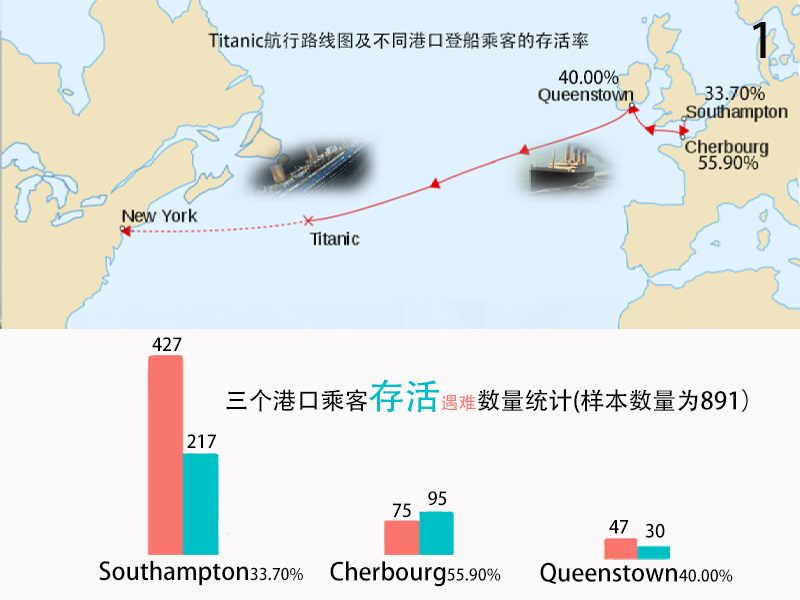 Titanic航行路线图及不同港口登船乘客的存活率
1
40.00%
Queenstown
33.70%
Southampton
Cherbourg
55.90%
New York
Titanic
427
217
三个港口乘客存活遇难数量统计(样本数量为891)
75
95
47
30
Southampton33.70%
Cherbourg55.90%
Queenstown40.00%